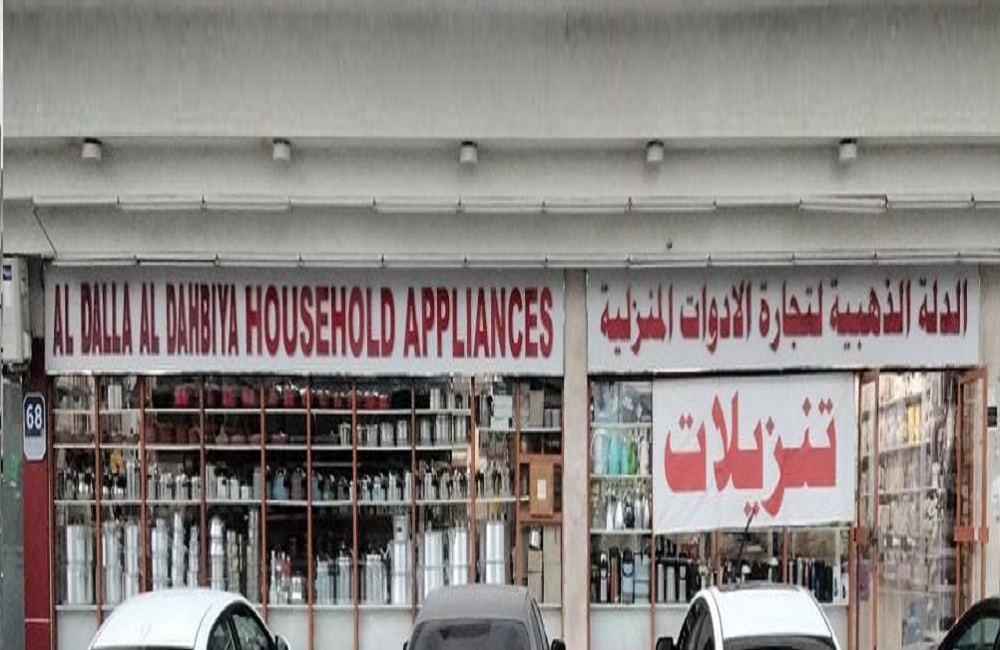 AL DALLA AL DAHBIYA HOUSEHOLD APPLIANCES
الدلة الذهبية لتجارة الادوات المنزلية
تنزيلات
68